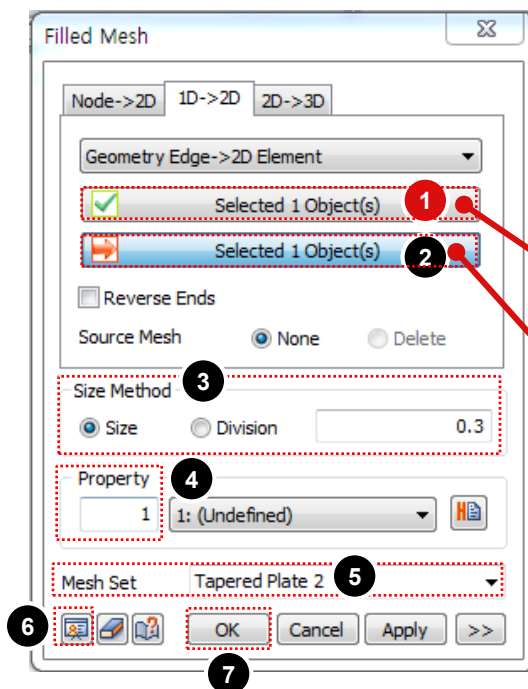 Filled Mesh
Node->2D 1D->2D 2D->3D
Geometry Edge->2D Element
Selected 1 Object(s) 1
Selected 1 Object(s) 2
Reverse Ends
Source Mesh None Delete
Size Method 3
Size Division 0.3
Property 4
1 1: (Undefined)
Mesh Set Tapered Plate 2 5
6 OK Cancel Apply >>
7